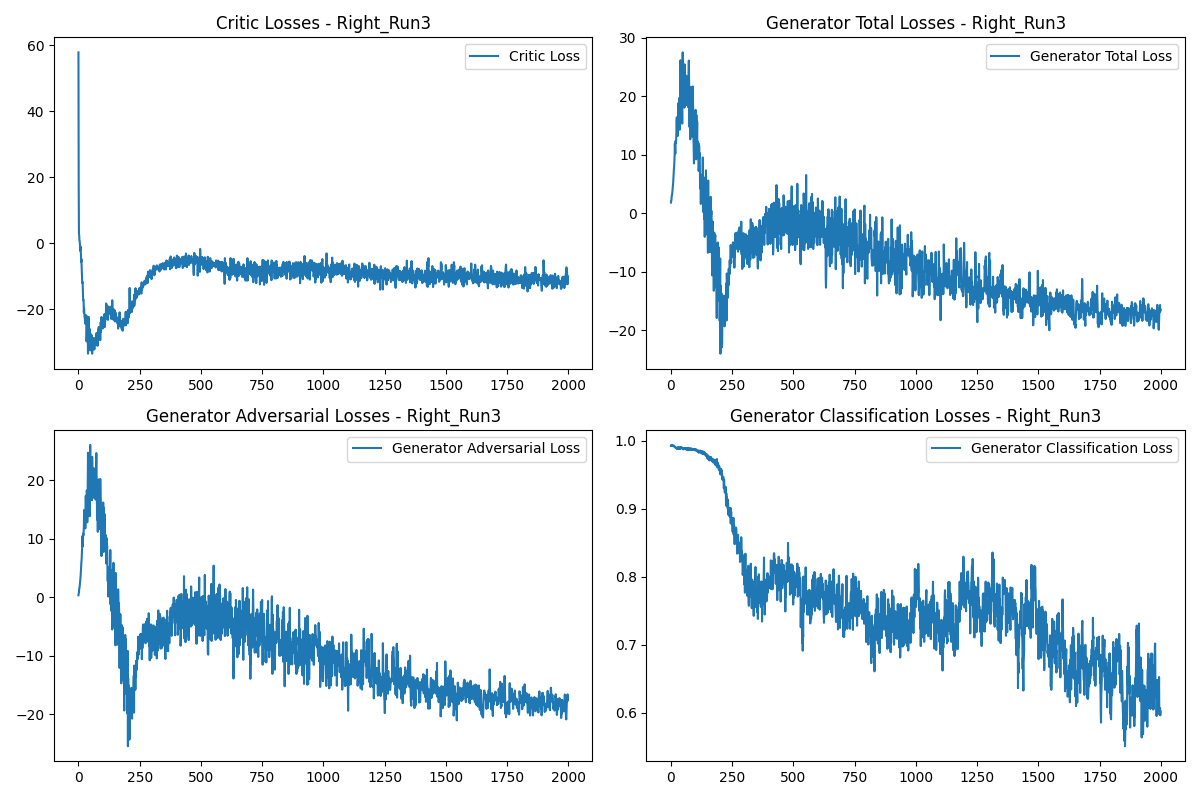 Critic Losses - Right_Run3
Critic Loss
60
40
20
0
−20
0 250 500 750 1000 1250 1500 1750 2000
Generator Total Losses - Right_Run3
Generator Total Loss
30
20
10
0
−10
−20
0 250 500 750 1000 1250 1500 1750 2000
Generator Adversarial Losses - Right_Run3
Generator Adversarial Loss
20
10
0
−10
−20
0 250 500 750 1000 1250 1500 1750 2000
Generator Classification Losses - Right_Run3
Generator Classification Loss
1.0
0.9
0.8
0.7
0.6
0 250 500 750 1000 1250 1500 1750 2000